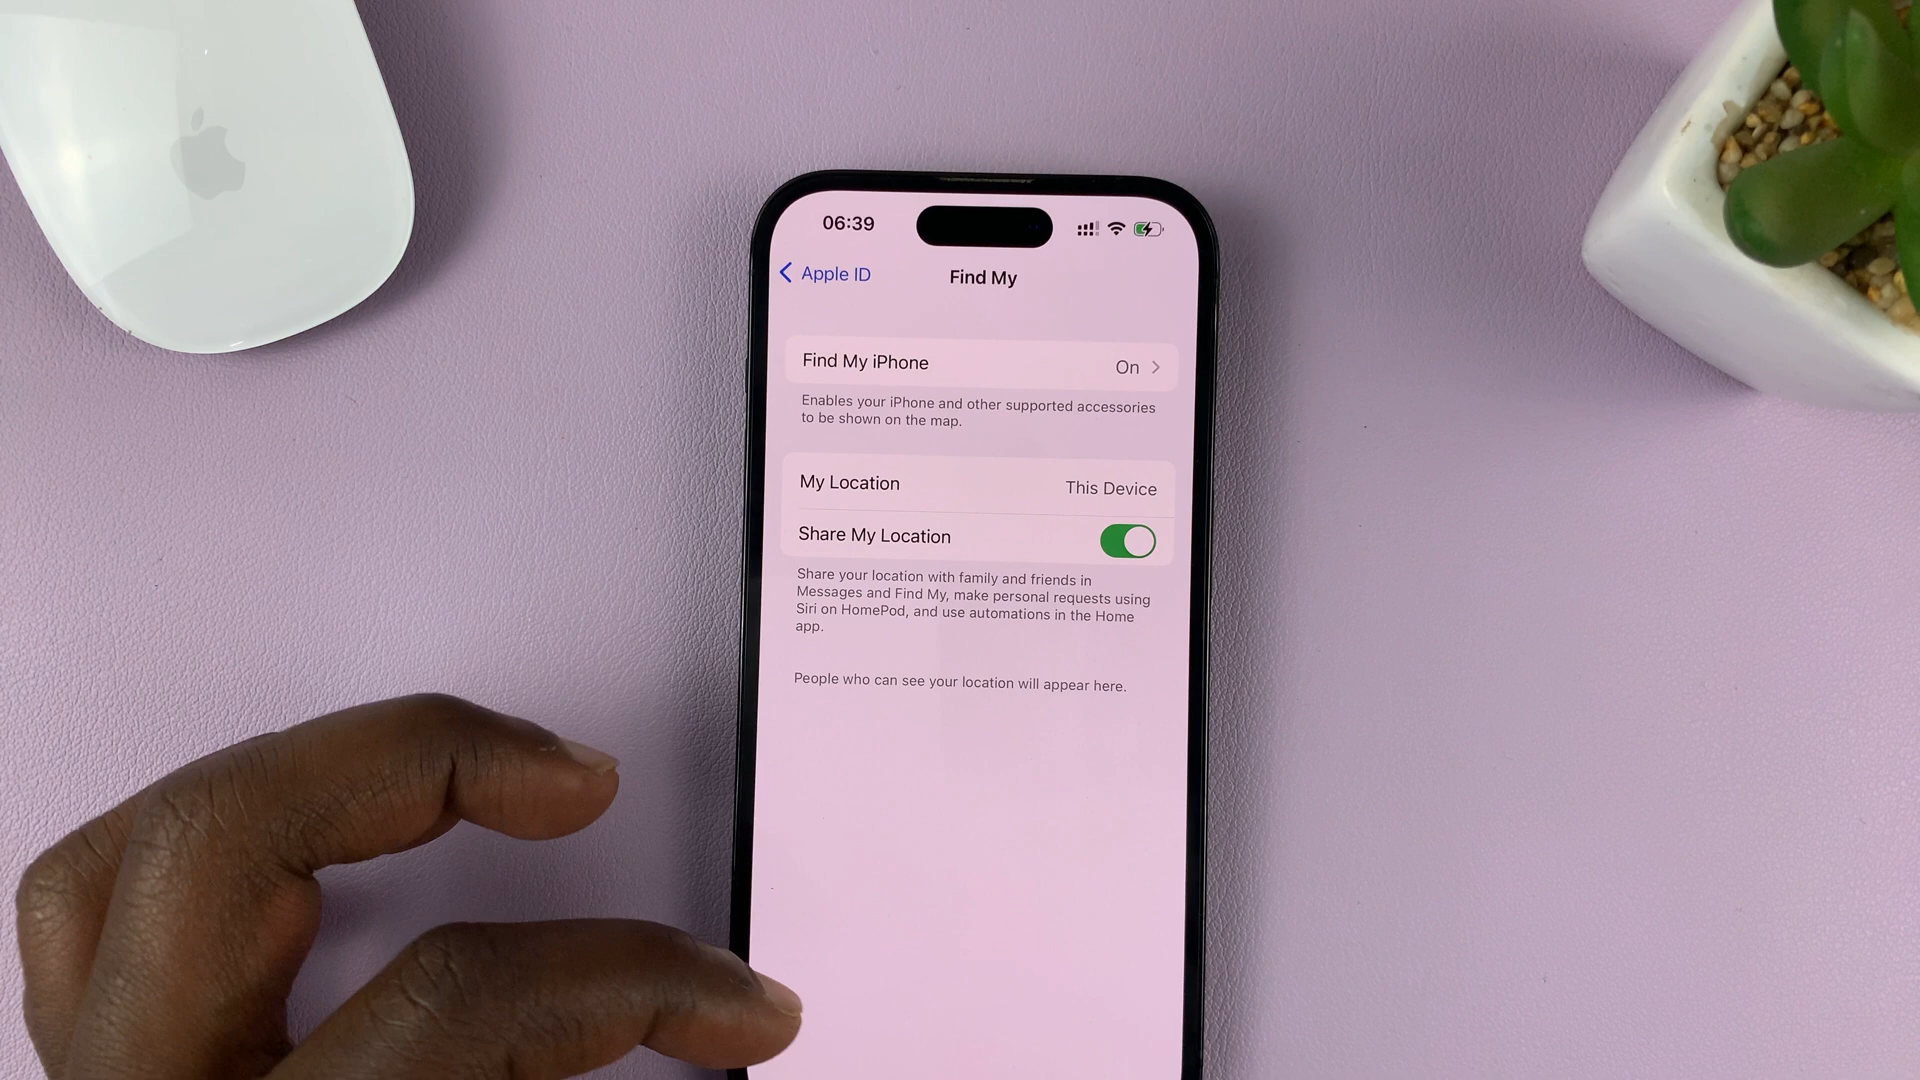 06:39
Apple ID
Find My
Find My iPhone
On
Enables your iPhone and other supported accessories
to be shown on the map.
My Location
This Device
Share My Location
Share your location with family and friends in
Messages and Find My, make personal requests using
Siri on HomePod, and use automations in the Home
app.
People who can see your location will appear here.